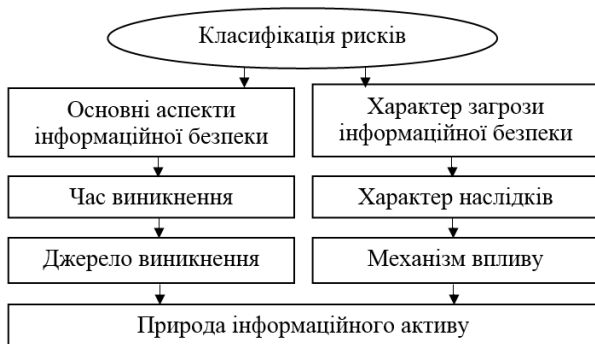 Класифікація рисків
Основні аспекти
інформаційної безпеки
Характер загрози
інформаційної безпеки
Час виникнення
Характер наслідків
Джерело виникнення
Механізм впливу
Природа інформаційного активу